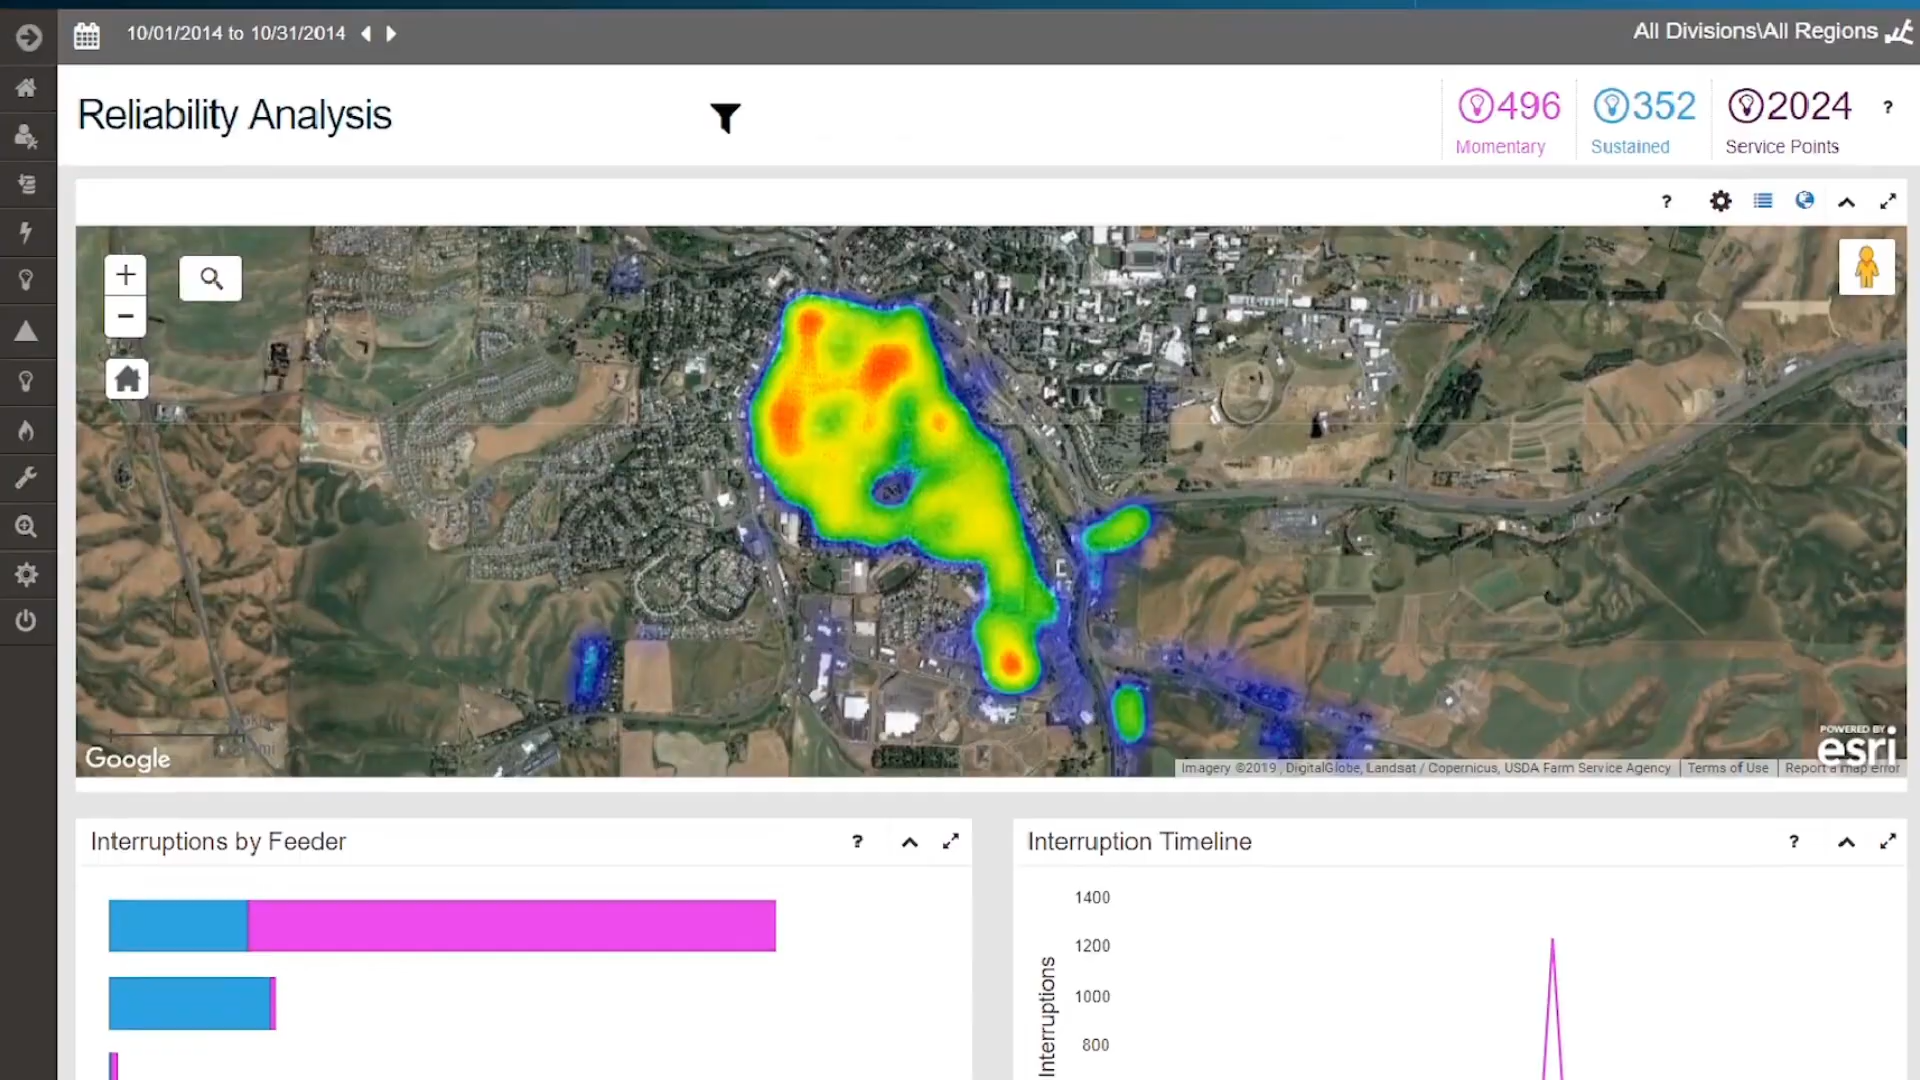 10/01/2014 to 10/31/2014
All Divisions\All Regions
Reliability Analysis
496
Momentary
352
Sustained
2024
Service Points
?
?
+
−
Google
POWERED BY
esri
Imagery ©2019 , DigitalGlobe, Landsat / Copernicus, USDA Farm Service Agency
Terms of Use
Report a map error
Interruptions by Feeder
?
Interruption Timeline
?
1400
1200
1000
800
Interruptions